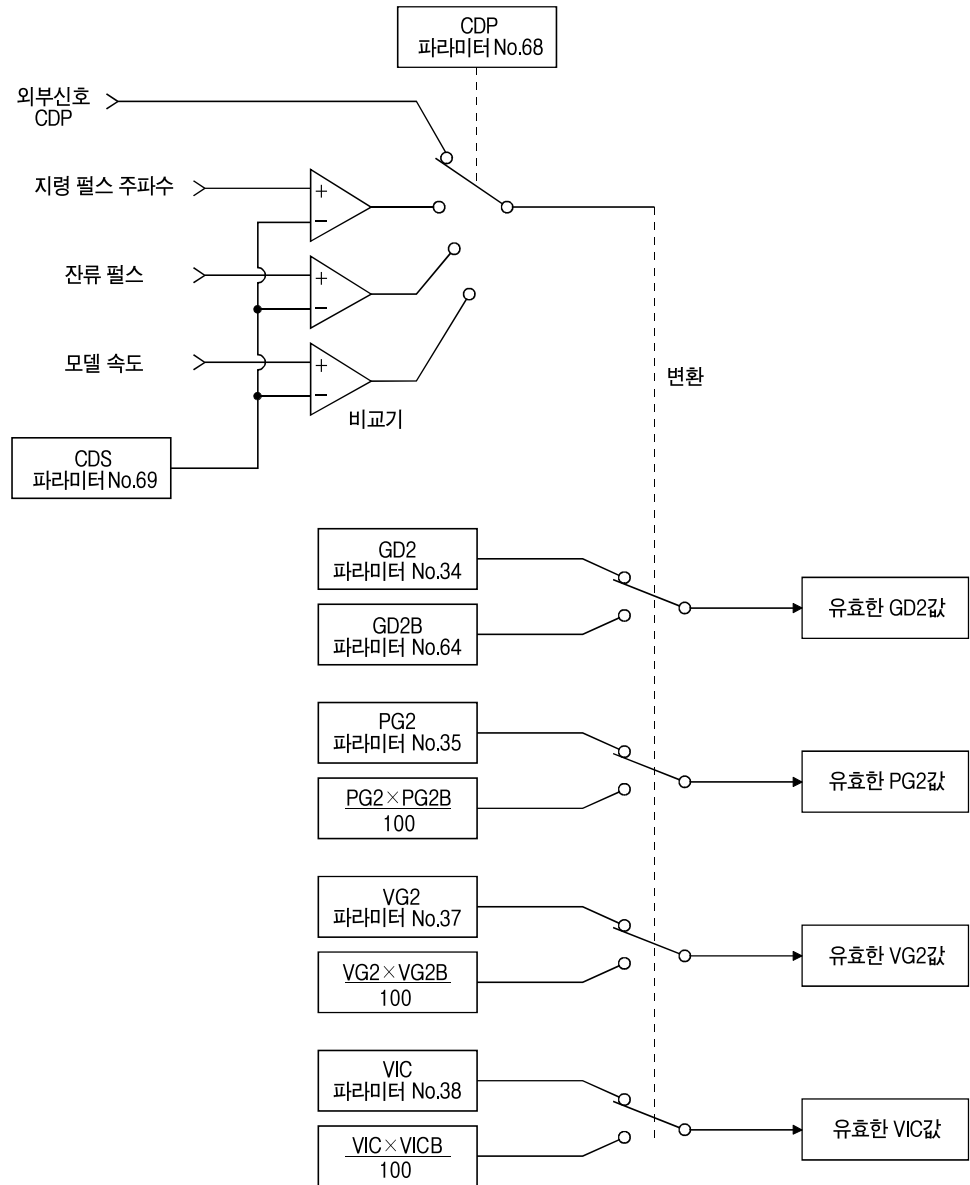 CDP
파라미터 No.68
외부신호
CDP
지령 펄스 주파수
+
−
잔류 펄스
+
−
모델 속도
+
−
비교기
변환
CDS
파라미터 No.69
GD2
파라미터 No.34
GD2B
파라미터 No.64
유효한 GD2값
PG2
파라미터 No.35
PG2×PG2B
100
유효한 PG2값
VG2
파라미터 No.37
VG2×VG2B
100
유효한 VG2값
VIC
파라미터 No.38
VIC×VICB
100
유효한 VIC값